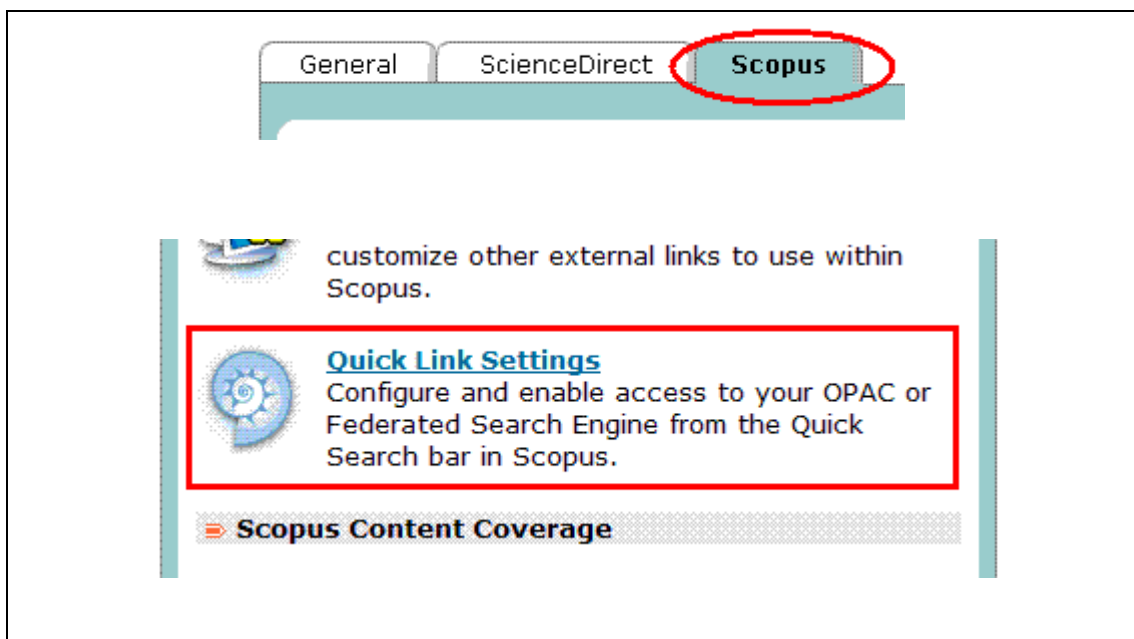 General ScienceDirect Scopus
customize other external links to use within
Scopus.
Quick Link Settings
Configure and enable access to your OPAC or
Federated Search Engine from the Quick
Search bar in Scopus.
Scopus Content Coverage